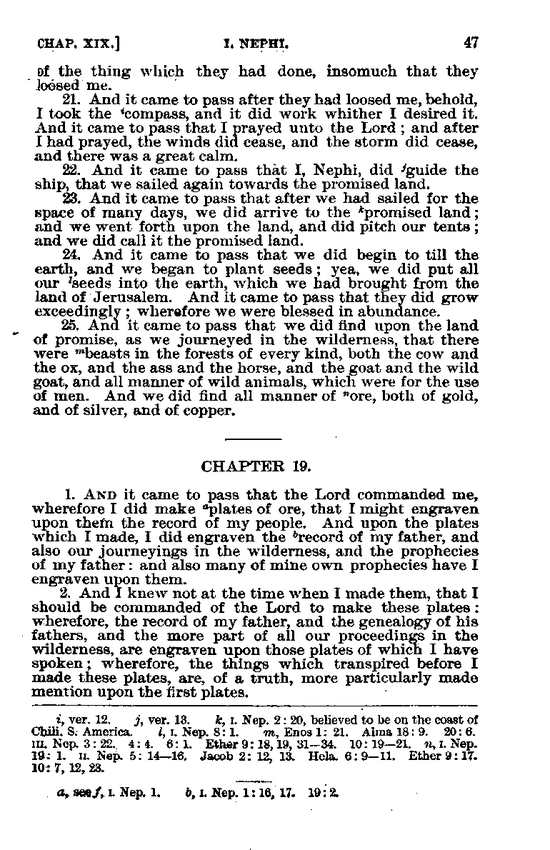 CHAP. XIX.] I. NEPHI. 47
of the thing which they had done, insomuch that they
loosed me.
21. And it came to pass after they had loosed me, behold,
I took the ᶦcompass, and it did work whither I desired it.
And it came to pass that I prayed unto the Lord; and after
I had prayed, the winds did cease, and the storm did cease,
and there was a great calm.
22. And it came to pass that I, Nephi, did ʲguide the
ship, that we sailed again towards the promised land.
23. And it came to pass that after we had sailed for the
space of many days, we did arrive to the ᵏpromised land;
and we went forth upon the land, and did pitch our tents;
and we did call it the promised land.
24. And it came to pass that we did begin to till the
earth, and we began to plant seeds; yea, we did put all
our ˡseeds into the earth, which we had brought from the
land of Jerusalem. And it came to pass that they did grow
exceedingly; wherefore we were blessed in abundance.
25. And it came to pass that we did find upon the land
of promise, as we journeyed in the wilderness, that there
were ᵐbeasts in the forests of every kind, both the cow and
the ox, and the ass and the horse, and the goat and the wild
goat, and all manner of wild animals, which were for the use
of men. And we did find all manner of ⁿore, both of gold,
and of silver, and of copper.
CHAPTER 19.
1. AND it came to pass that the Lord commanded me,
wherefore I did make ᵃplates of ore, that I might engraven
upon them the record of my people. And upon the plates
which I made, I did engraven the ᵇrecord of my father, and
also our journeyings in the wilderness, and the prophecies
of my father: and also many of mine own prophecies have I
engraven upon them.
2. And I knew not at the time when I made them, that I
should be commanded of the Lord to make these plates:
wherefore, the record of my father, and the genealogy of his
fathers, and the more part of all our proceedings in the
wilderness, are engraven upon those plates of which I have
spoken; wherefore, the things which transpired before I
made these plates, are, of a truth, more particularly made
mention upon the first plates.
i, ver. 12. j, ver. 13. k, I. Nep. 2: 20, believed to be on the coast of
Chili. S. America. l, I. Nep. 8: 1. m, Enos 1: 21. Alma 18: 9. 20: 6.
III. Nep. 3: 22. 4: 4. 6: 1. Ether 9: 18, 19, 31—34. 10: 19—21. n, I. Nep.
19: 1. II. Nep. 5: 14—16. Jacob 2: 12, 13. Hela. 6: 9—11. Ether 9: 17.
10: 7, 12, 23.
a, see f, I. Nep. 1. b, I. Nep. 1: 16, 17. 19: 2.